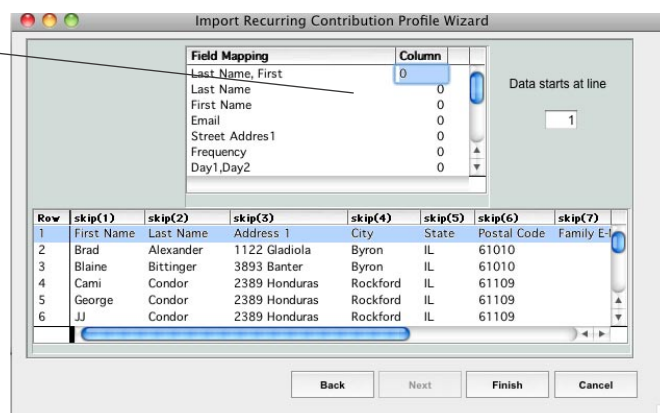 Import Recurring Contribution Profile Wizard
Field Mapping Column
Last Name, First 0
Last Name 0
First Name 0
Email 0
Street Addres1 0
Frequency 0
Day1,Day2 0
Data starts at line
1
Row skip(1) skip(2) skip(3) skip(4) skip(5) skip(6) skip(7)
1 First Name Last Name Address 1 City State Postal Code Family E-
2 Brad Alexander 1122 Gladiola Byron IL 61010
3 Blaine Bittinger 3893 Banter Byron IL 61010
4 Cami Condor 2389 Honduras Rockford IL 61109
5 George Condor 2389 Honduras Rockford IL 61109
6 JJ Condor 2389 Honduras Rockford IL 61109
Back Next Finish Cancel